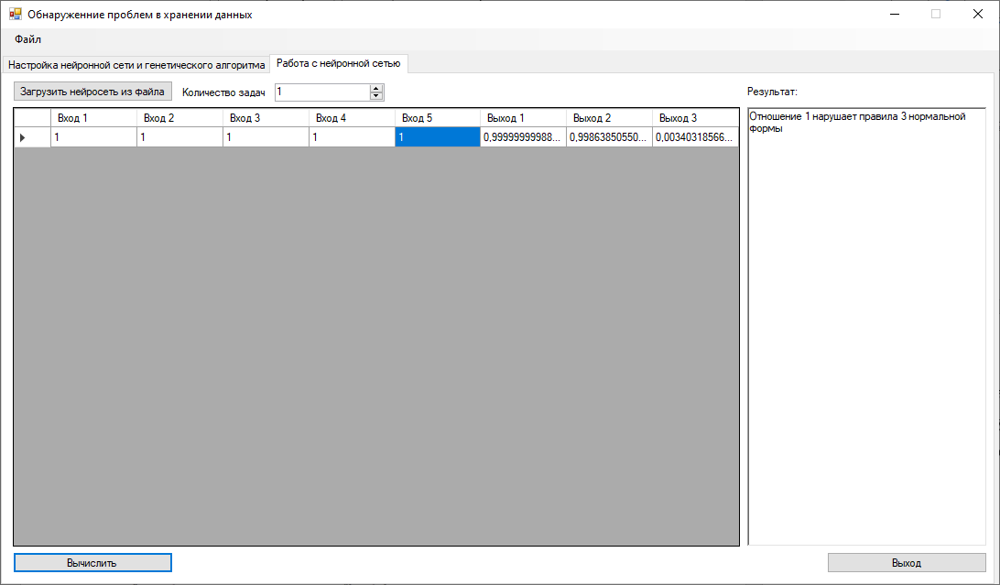 Обнаружение проблем в хранении данных
Файл
Настройка нейронной сети и генетического алгоритма Работа с нейронной сетью
Загрузить нейросеть из файла Количество задач 1 Результат:
Вход 1 Вход 2 Вход 3 Вход 4 Вход 5 Выход 1 Выход 2 Выход 3
1 1 1 1 1 0,99999999988... 0,99863850550... 0,00340318566...
Отношение 1 нарушает правила 3 нормальной
формы
Вычислить Выход